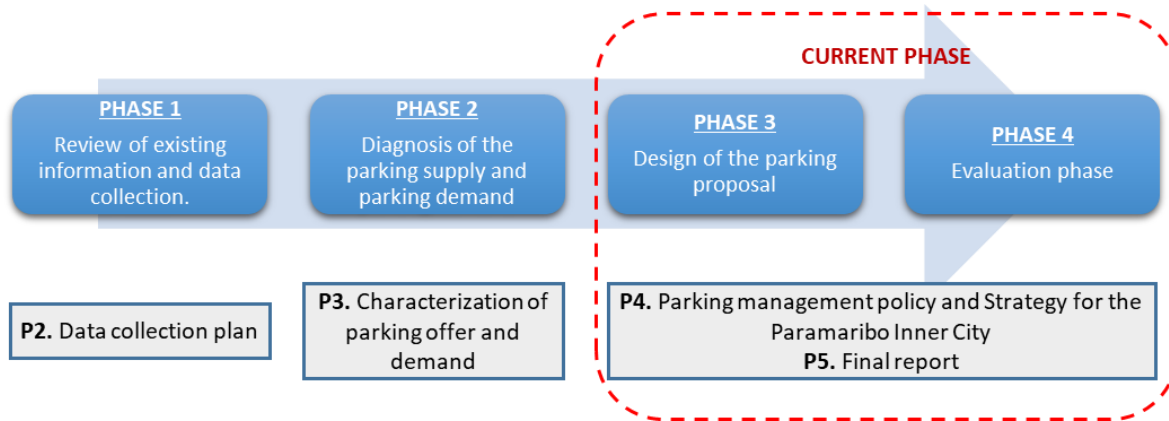 CURRENT PHASE
PHASE 1
Review of existing
information and data
collection.
PHASE 2
Diagnosis of the
parking supply and
parking demand
PHASE 3
Design of the parking
proposal
PHASE 4
Evaluation phase
P2. Data collection plan
P3. Characterization of
parking offer and
demand
P4. Parking management policy and Strategy for the
Paramaribo Inner City
P5. Final report